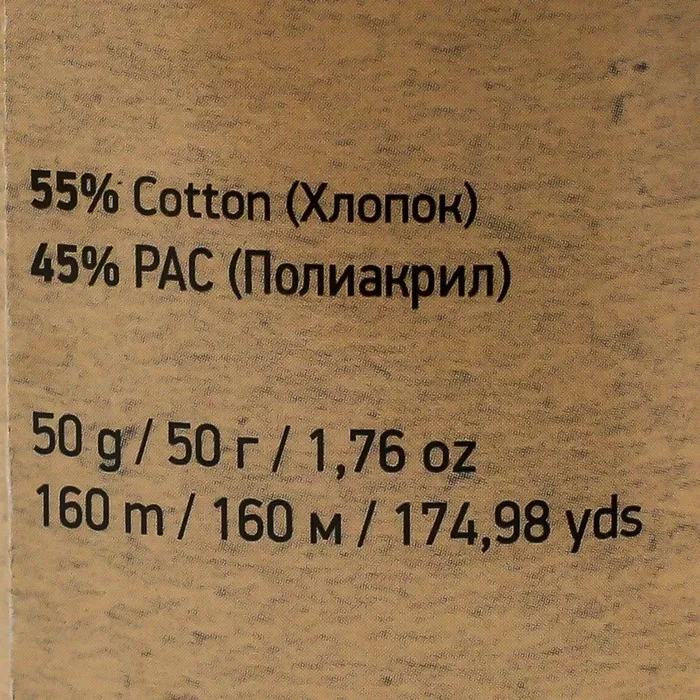 55% Cotton (Хлопок)
45% PAC (Полиакрил)
50 g / 50 г / 1,76 oz
160 m / 160 м / 174,98 yds